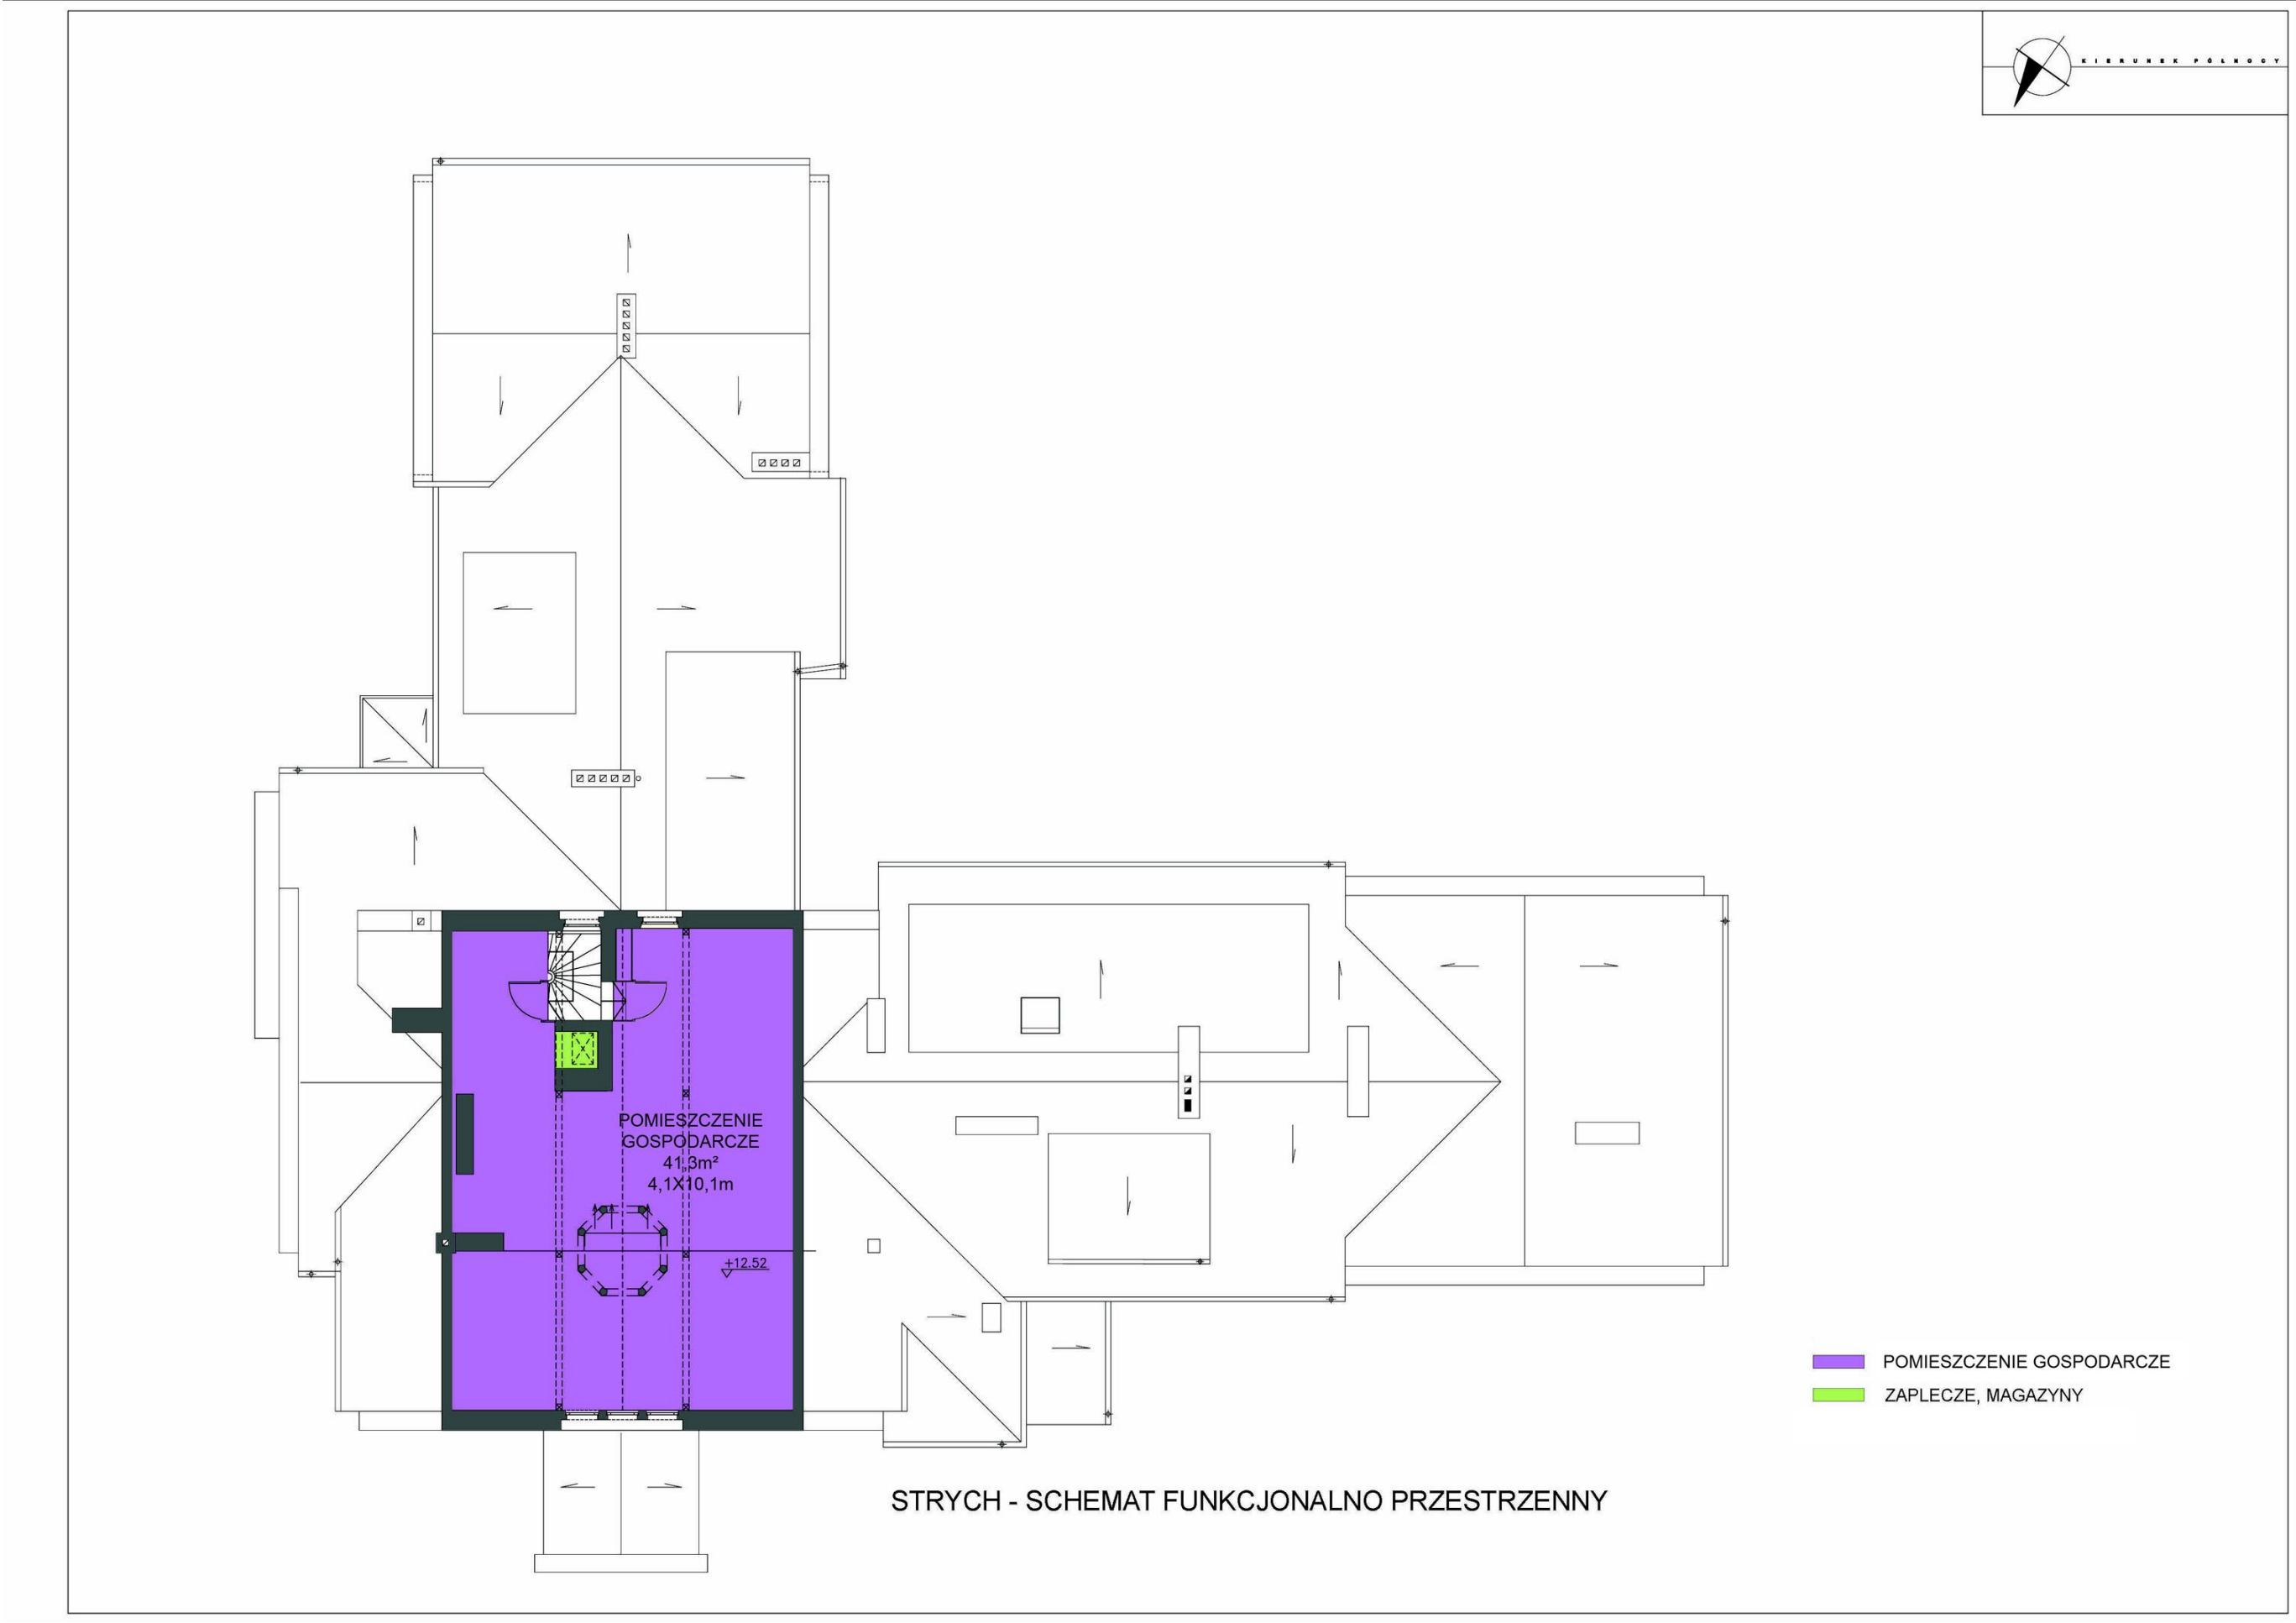 KIERUNEK PÓŁNOCY
POMIESZCZENIE
GOSPODARCZE
41,3m²
4,1X10,1m
+12.52
POMIESZCZENIE GOSPODARCZE
ZAPLECZE, MAGAZYNY
STRYCH - SCHEMAT FUNKCJONALNO PRZESTRZENNY